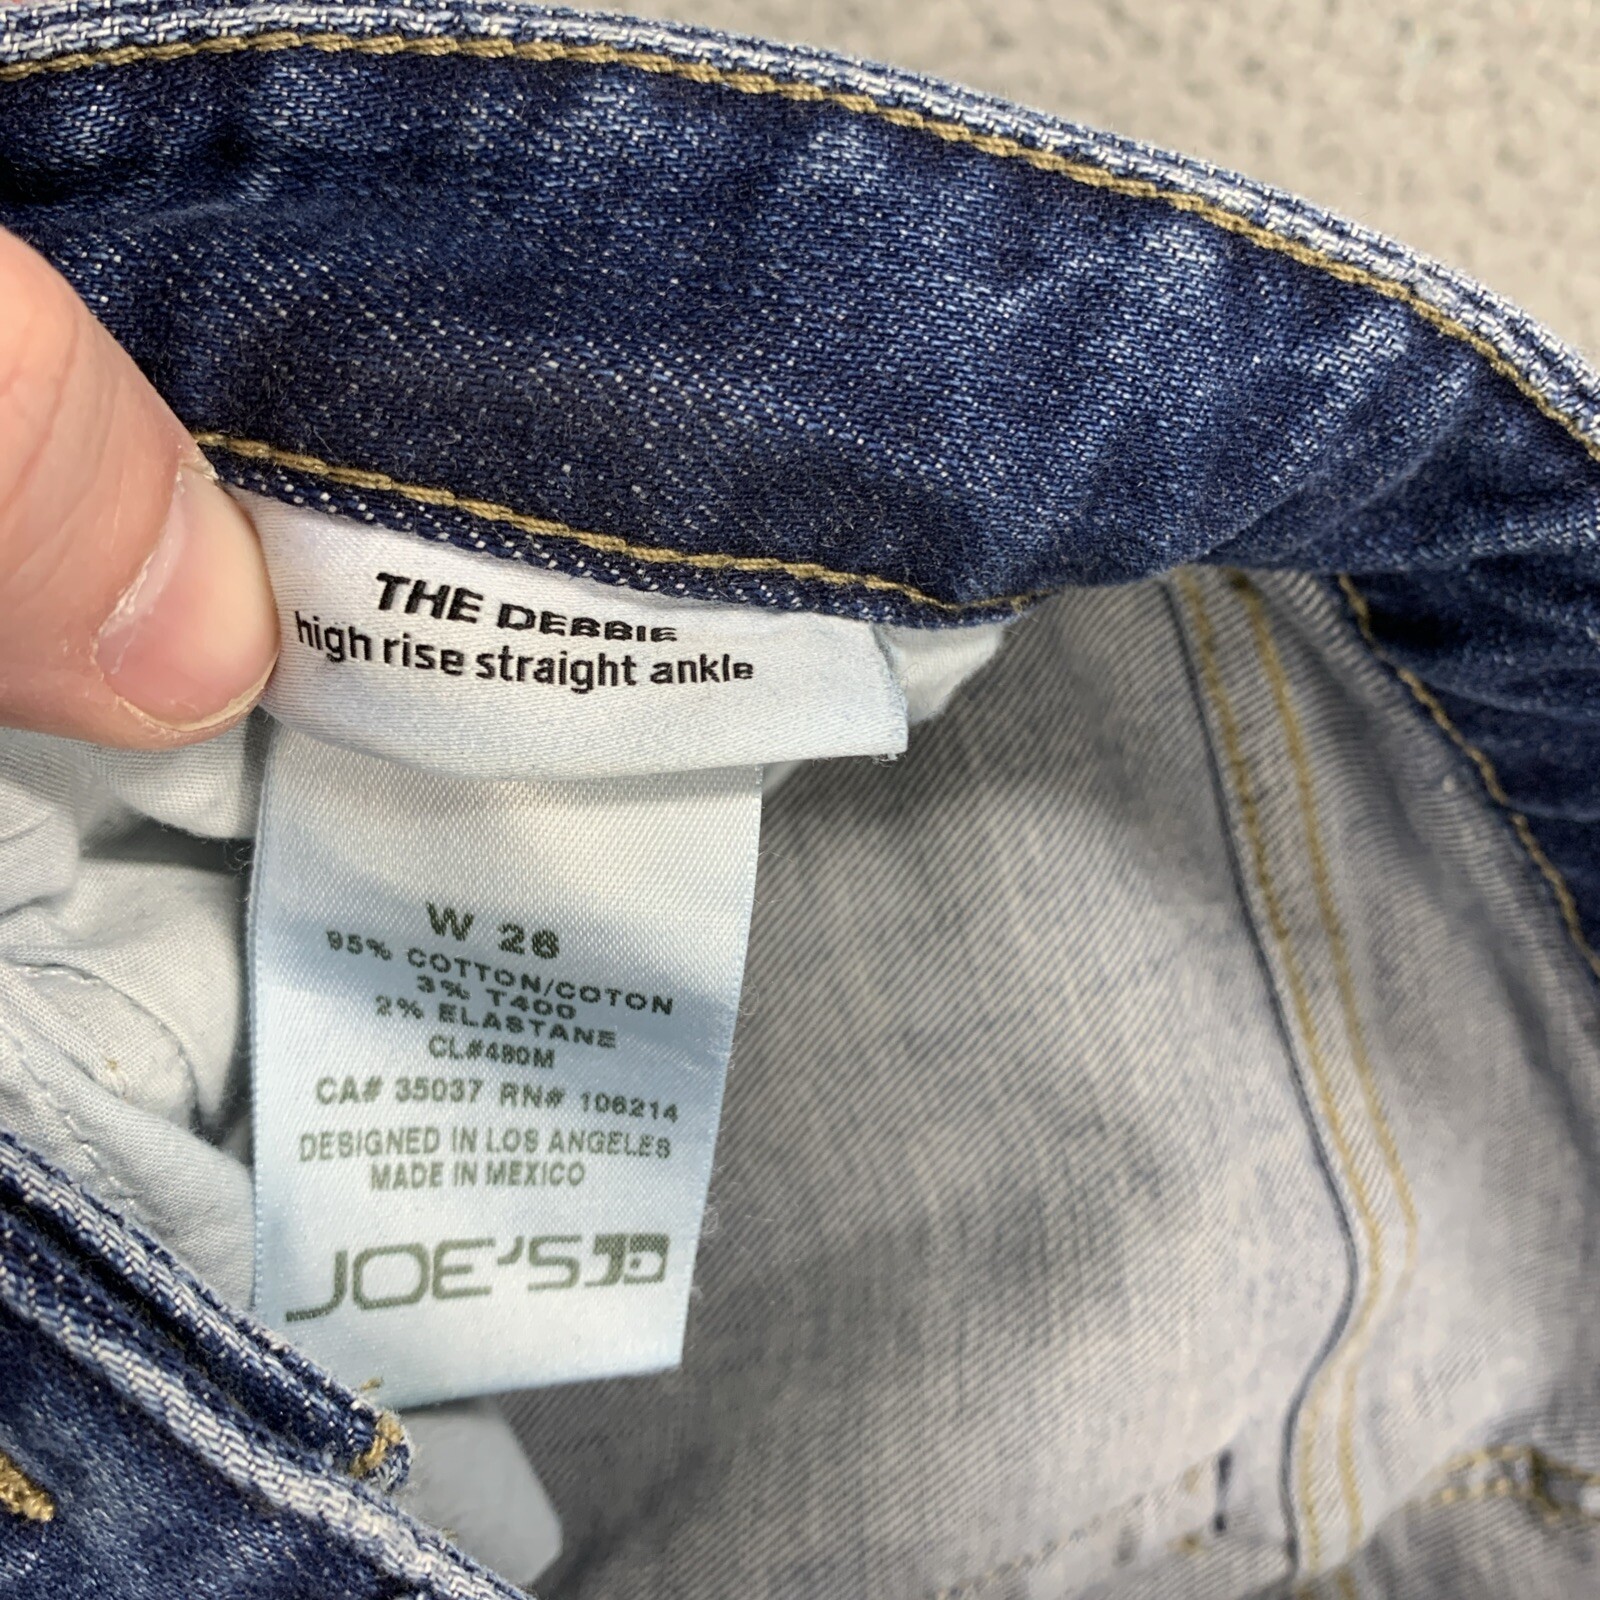 THE DEBBIE
high rise straight ankle
W 26
95% COTTON/COTON
3% T400
2% ELASTANE
CL#480M
CA# 35037 RN# 106214
DESIGNED IN LOS ANGELES
MADE IN MEXICO
JOE'S